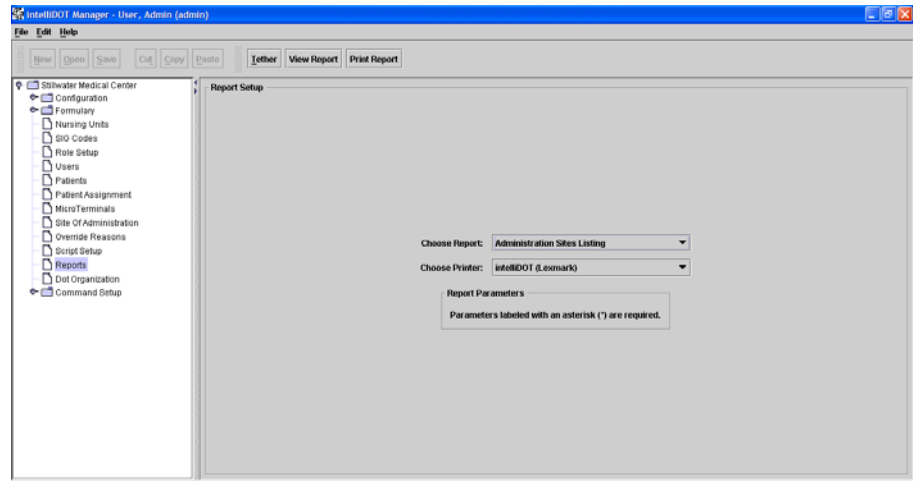 intelliDOT Manager - User, Admin (admin)
File Edit Help
New Open Save Cut Copy Paste Tether View Report Print Report
Stillwater Medical Center
Configuration
Formulary
Nursing Units
SIG Codes
Role Setup
Users
Patients
Patient Assignment
MicroTerminals
Site Of Administration
Override Reasons
Script Setup
Reports
Dot Organization
Command Setup
Report Setup
Choose Report: Administration Sites Listing
Choose Printer: intelliDOT (Lexmark)
Report Parameters
Parameters labeled with an asterisk (*) are required.